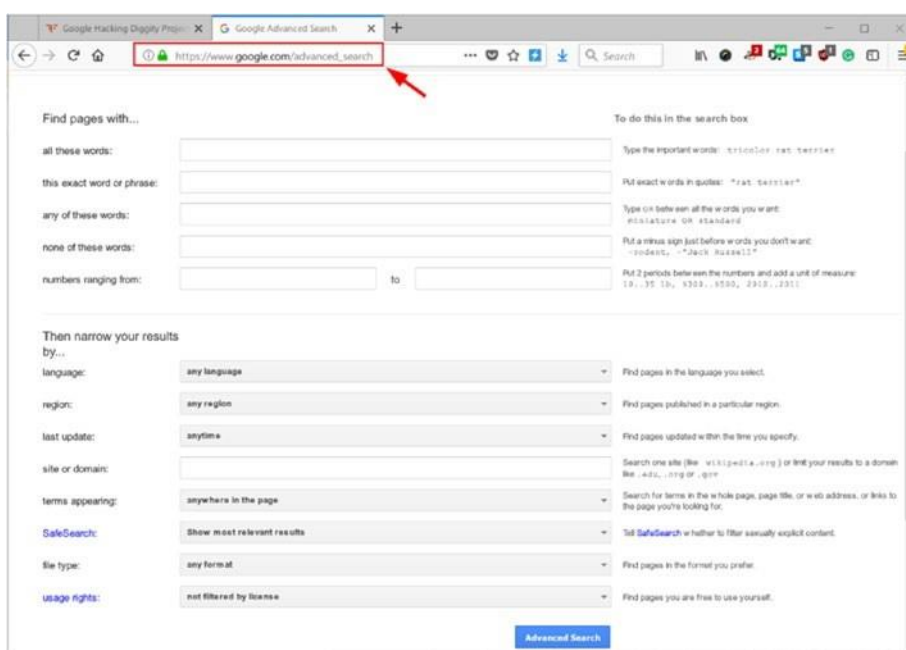 Google Hacking Diggity Proje
Google Advanced Search
https://www.google.com/advanced_search
Search
Find pages with...
To do this in the search box
all these words:
Type the important words: tricolor rat terrier
this exact word or phrase:
Put exact words in quotes: "rat terrier"
any of these words:
Type OR between all the words you want:
miniature OR standard
none of these words:
Put a minus sign just before words you don't want:
-rodent, -"Jack Russell"
numbers ranging from:
to
Put 2 periods between the numbers and add a unit of measure:
10..35 lb, $300..$500, 2010..2011
Then narrow your results
by...
language:
any language
Find pages in the language you select.
region:
any region
Find pages published in a particular region.
last update:
anytime
Find pages updated within the time you specify.
site or domain:
Search one site (like wikipedia.org ) or limit your results to a domain
like .edu, .org or .gov
terms appearing:
anywhere in the page
Search for terms in the whole page, page title, or web address, or links to
the page you're looking for.
SafeSearch:
Show most relevant results
Tell SafeSearch whether to filter sexually explicit content.
file type:
any format
Find pages in the format you prefer.
usage rights:
not filtered by license
Find pages you are free to use yourself.
Advanced Search